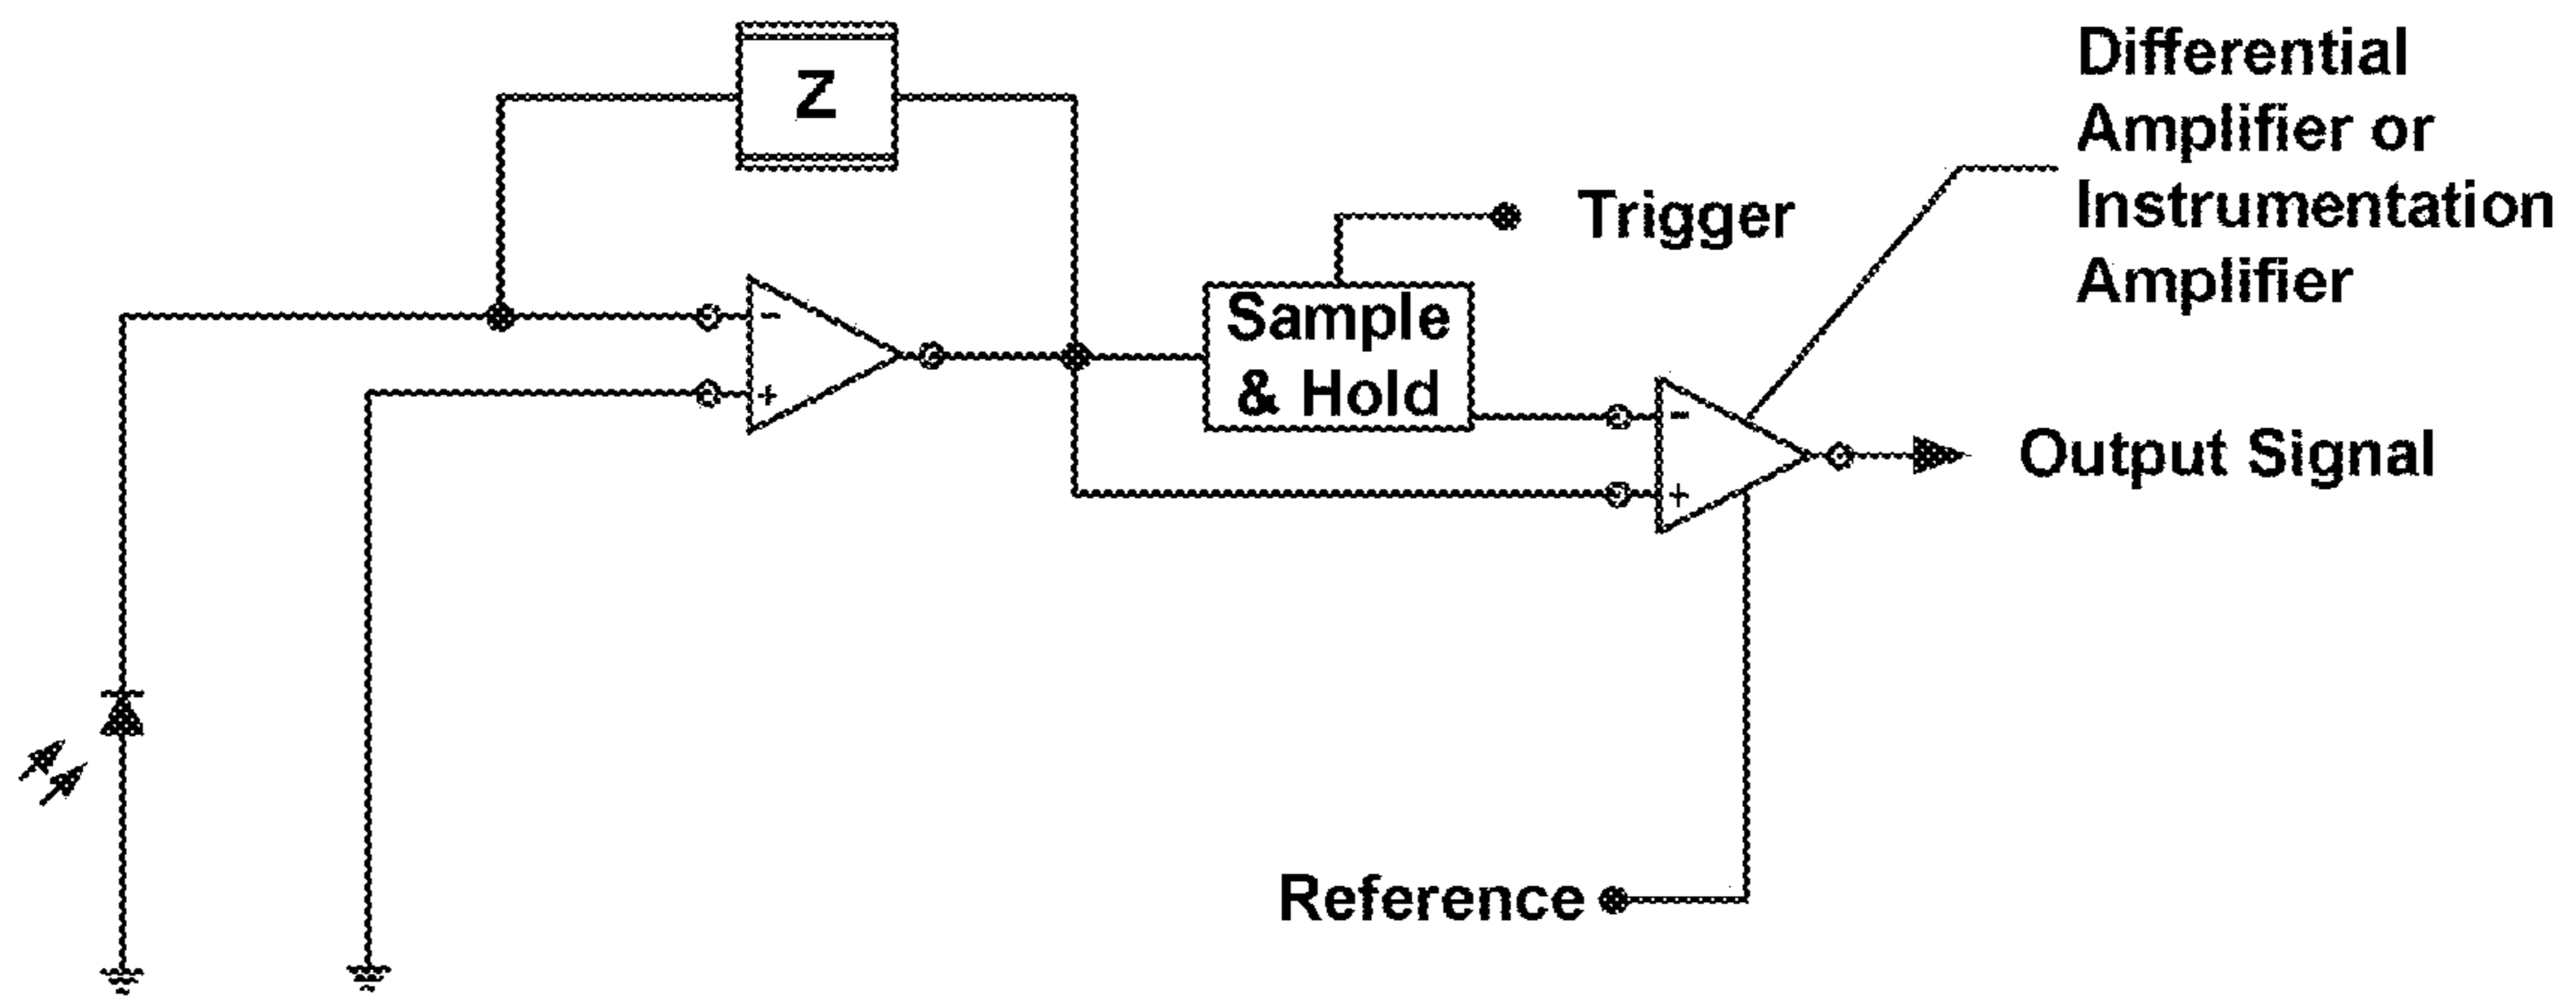 Z
Differential
Amplifier or
Instrumentation
Amplifier
Trigger
Sample
& Hold
-
+
-
+
Output Signal
Reference